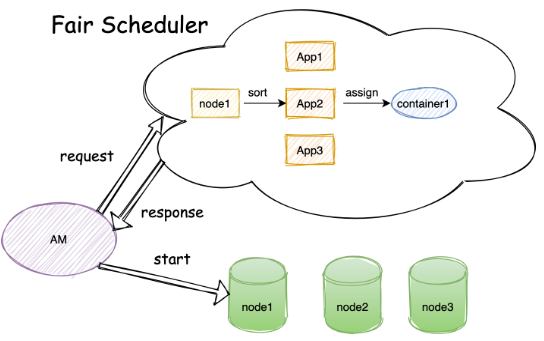 Fair Scheduler
App1
node1
sort
App2
assign
container1
App3
request
response
AM
start
node1
node2
node3